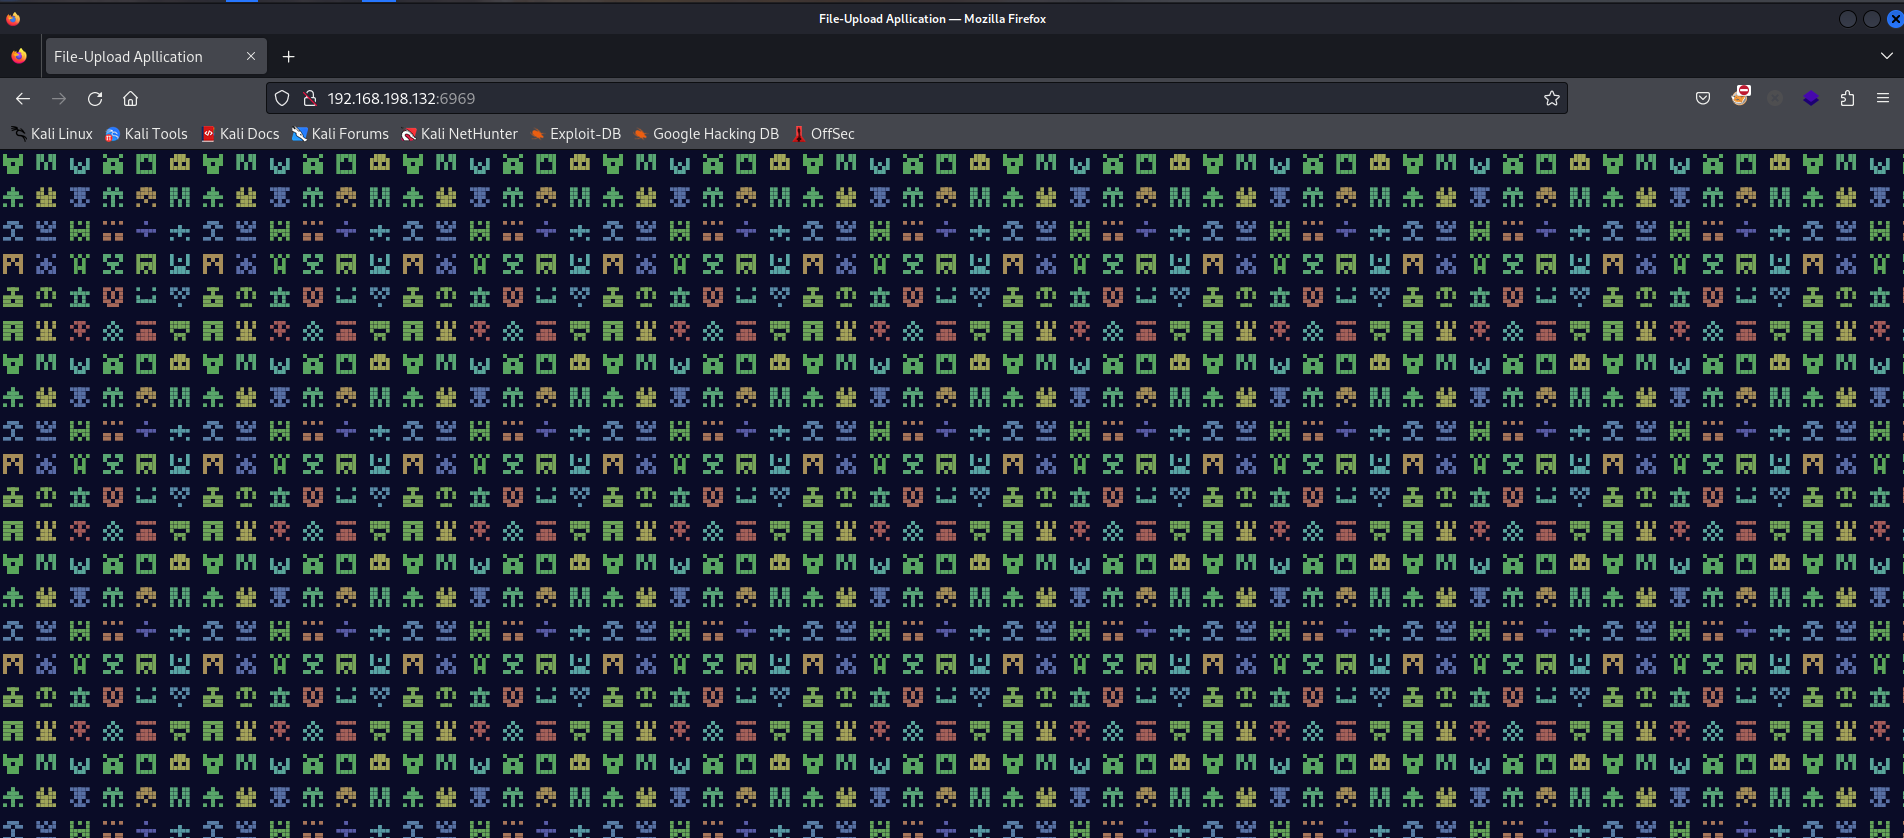 File-Upload Apllication — Mozilla Firefox
File-Upload Apllication
192.168.198.132:6969
Kali Linux Kali Tools Kali Docs Kali Forums Kali NetHunter Exploit-DB Google Hacking DB OffSec